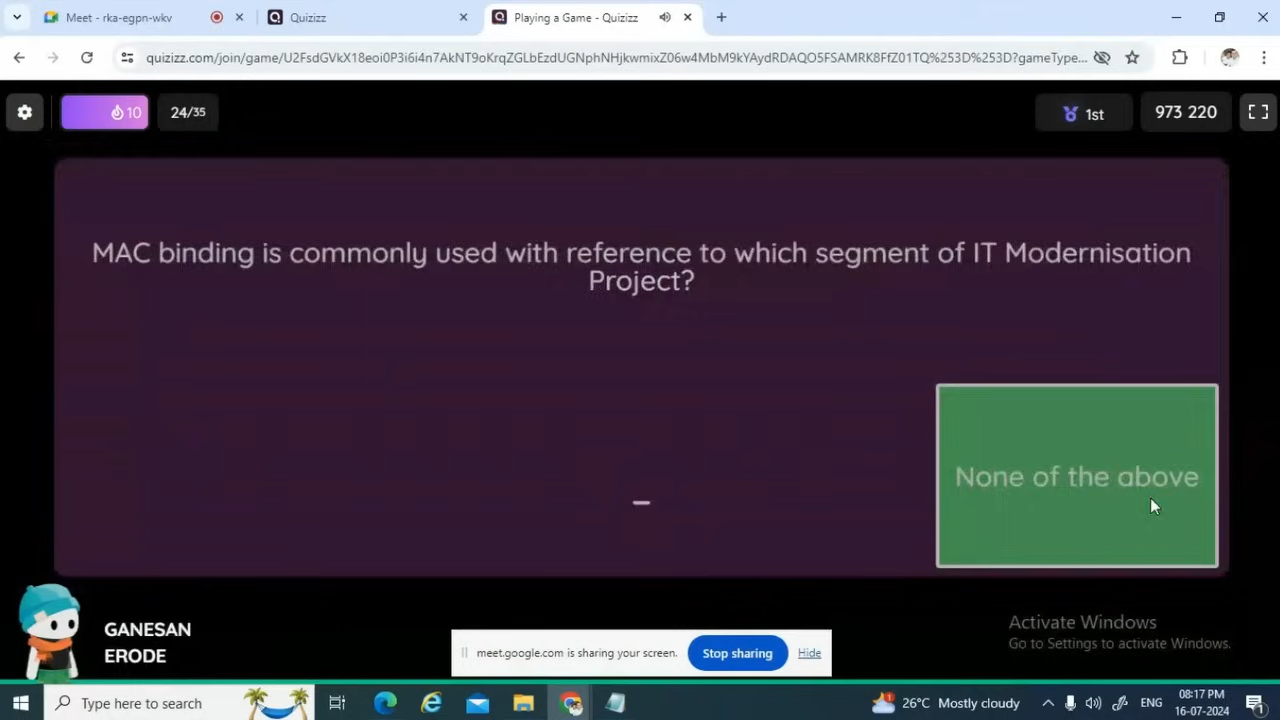 Meet - rka-egpn-wkv
Quizizz
Playing a Game - Quizizz
quizizz.com/join/game/U2FsdGVkX18eoi0P3i6i4n7AkNT9oKrqZGLbEzdUGNphNHjkwmixZ06w4MbM9kYAydRDAQO5FSAMRK8FfZ01TQ%253D%253D?gameType...
10
24/35
1st
973 220
MAC binding is commonly used with reference to which segment of IT Modernisation
Project?
None of the above
GANESAN
ERODE
Activate Windows
Go to Settings to activate Windows.
meet.google.com is sharing your screen.
Stop sharing
Hide
Type here to search
1
26°C Mostly cloudy
ENG
08:17 PM
16-07-2024
1